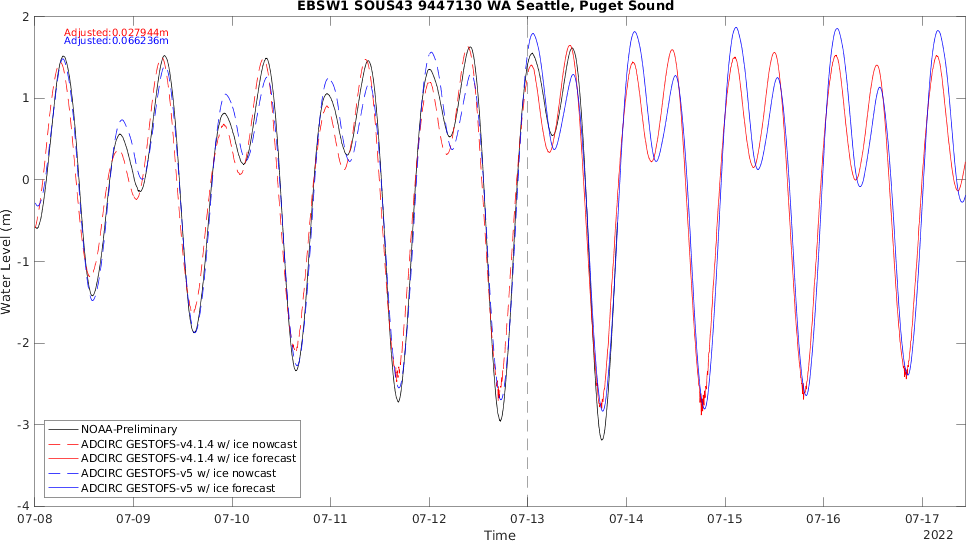 EBSW1 SOUS43 9447130 WA Seattle, Puget Sound
Adjusted:0.027944m
Adjusted:0.066236m
2
1
0
-1
-2
-3
-4
Water Level (m)
NOAA-Preliminary
ADCIRC GESTOFS-v4.1.4 w/ ice nowcast
ADCIRC GESTOFS-v4.1.4 w/ ice forecast
ADCIRC GESTOFS-v5 w/ ice nowcast
ADCIRC GESTOFS-v5 w/ ice forecast
07-08 07-09 07-10 07-11 07-12 07-13 07-14 07-15 07-16 07-17
Time
2022